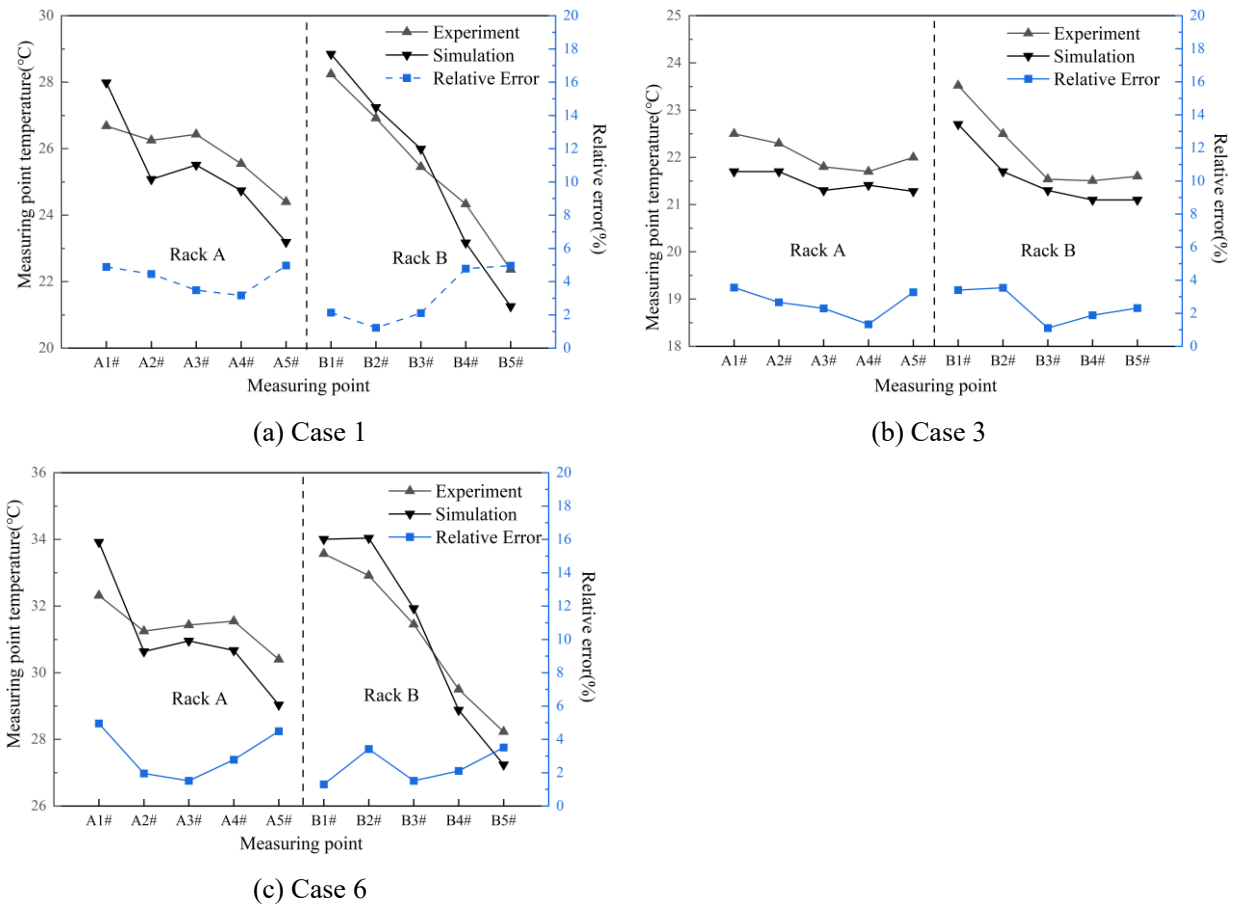 30
28
26
24
22
20
Measuring point temperature(℃)
20
18
16
14
12
10
8
6
4
2
0
Relative error(%)
Experiment
Simulation
Relative Error
Rack A
Rack B
A1# A2# A3# A4# A5# B1# B2# B3# B4# B5#
Measuring point
(a) Case 1
25
24
23
22
21
20
19
18
Measuring point temperature(℃)
20
18
16
14
12
10
8
6
4
2
0
Relative error(%)
Experiment
Simulation
Relative Error
Rack A
Rack B
A1# A2# A3# A4# A5# B1# B2# B3# B4# B5#
Measuring point
(b) Case 3
36
34
32
30
28
26
Measuring point temperature(℃)
20
18
16
14
12
10
8
6
4
2
0
Relative error(%)
Experiment
Simulation
Relative Error
Rack A
Rack B
A1# A2# A3# A4# A5# B1# B2# B3# B4# B5#
Measuring point
(c) Case 6